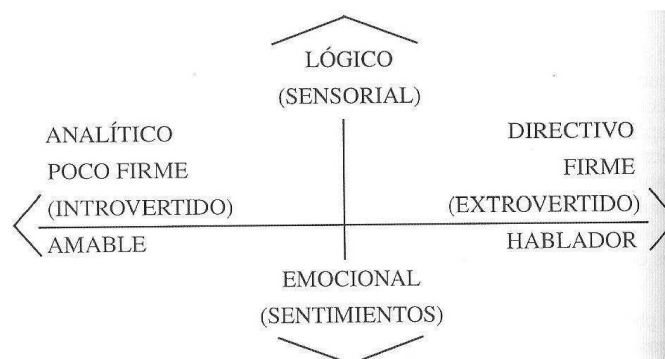 LÓGICO
(SENSORIAL)
ANALÍTICO
DIRECTIVO
POCO FIRME
FIRME
(INTROVERTIDO)
(EXTROVERTIDO)
AMABLE
HABLADOR
EMOCIONAL
(SENTIMIENTOS)